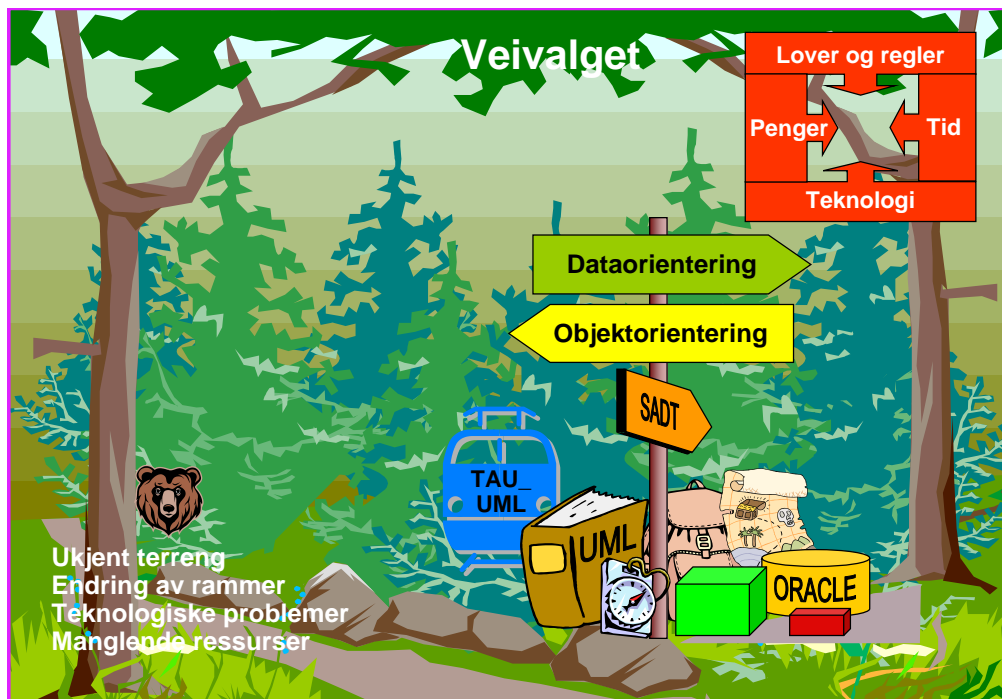 Veivalget
Lover og regler
Penger
Tid
Teknologi
Dataorientering
Objektorientering
SADT
TAU_
UML
UML
ORACLE
Ukjent terreng
Endring av rammer
Teknologiske problemer
Manglende ressurser